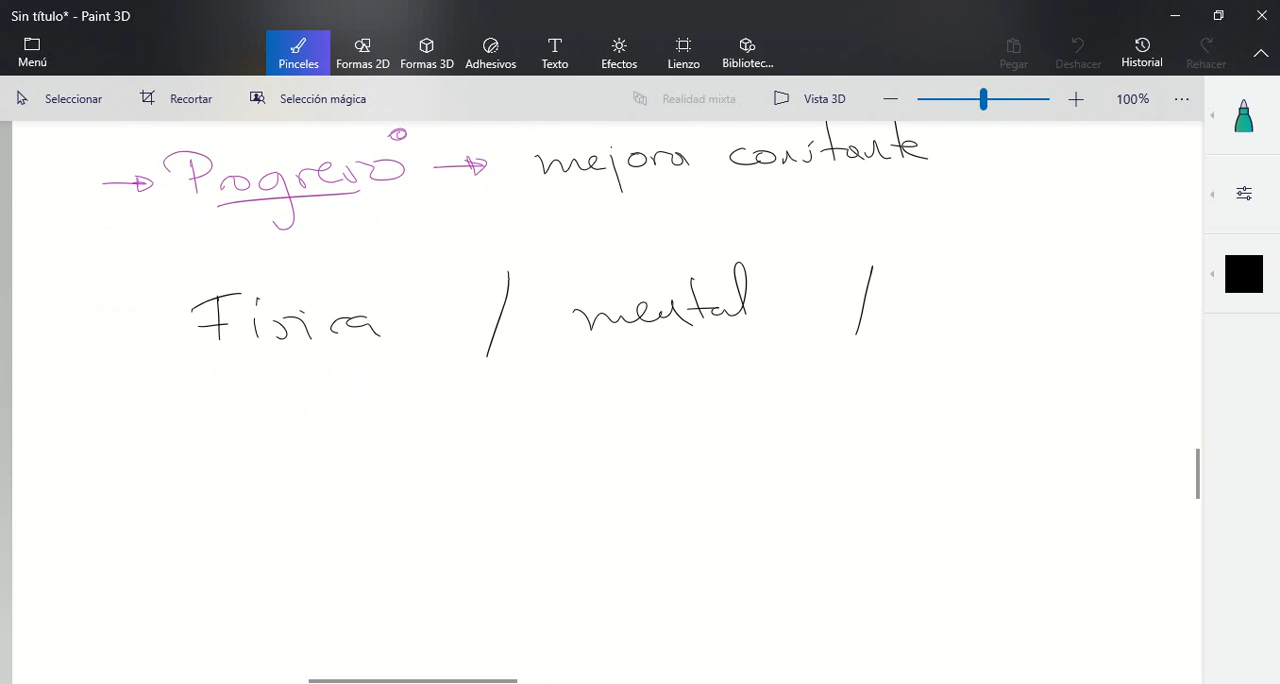 Sin título* - Paint 3D
Menú
Pinceles Formas 2D Formas 3D Adhesivos Texto Efectos Lienzo Bibliotec... Pegar Deshacer Historial Rehacer
Seleccionar Recortar Selección mágica Realidad mixta Vista 3D 100% ...
→ Progreso → mejora constante
Física / mental /